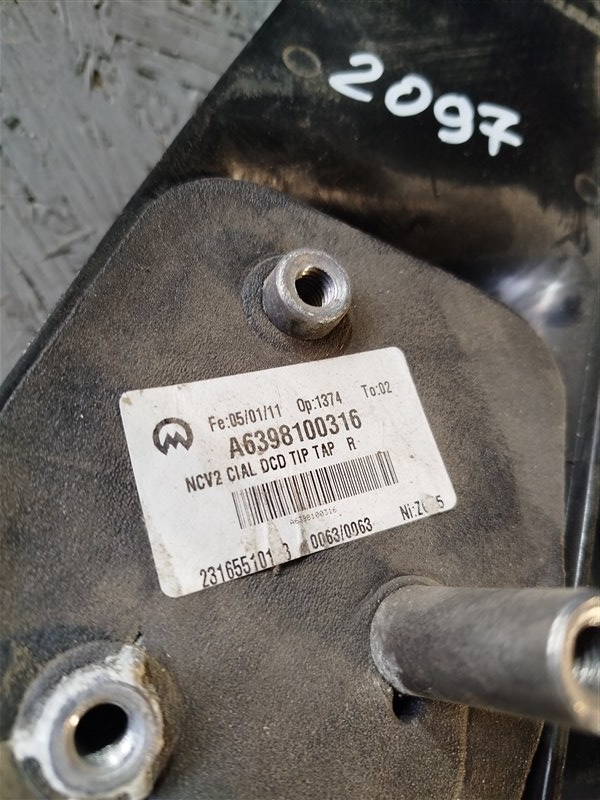 2097
Fe:05/01/11 Op:1374 To:02
A6398100316
NCV2 CIAL DCD TIP TAP R
A6398100316
0063/0063